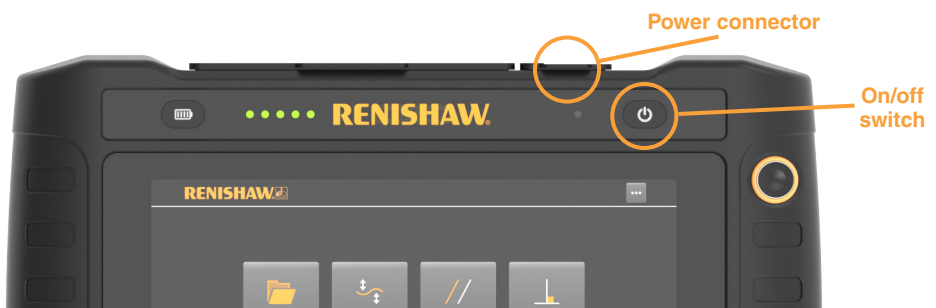 Power connector
On/off
switch
RENISHAW.
RENISHAW